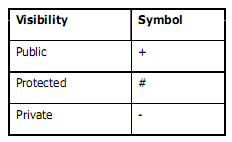 Visibility Symbol
Public +
Protected #
Private -